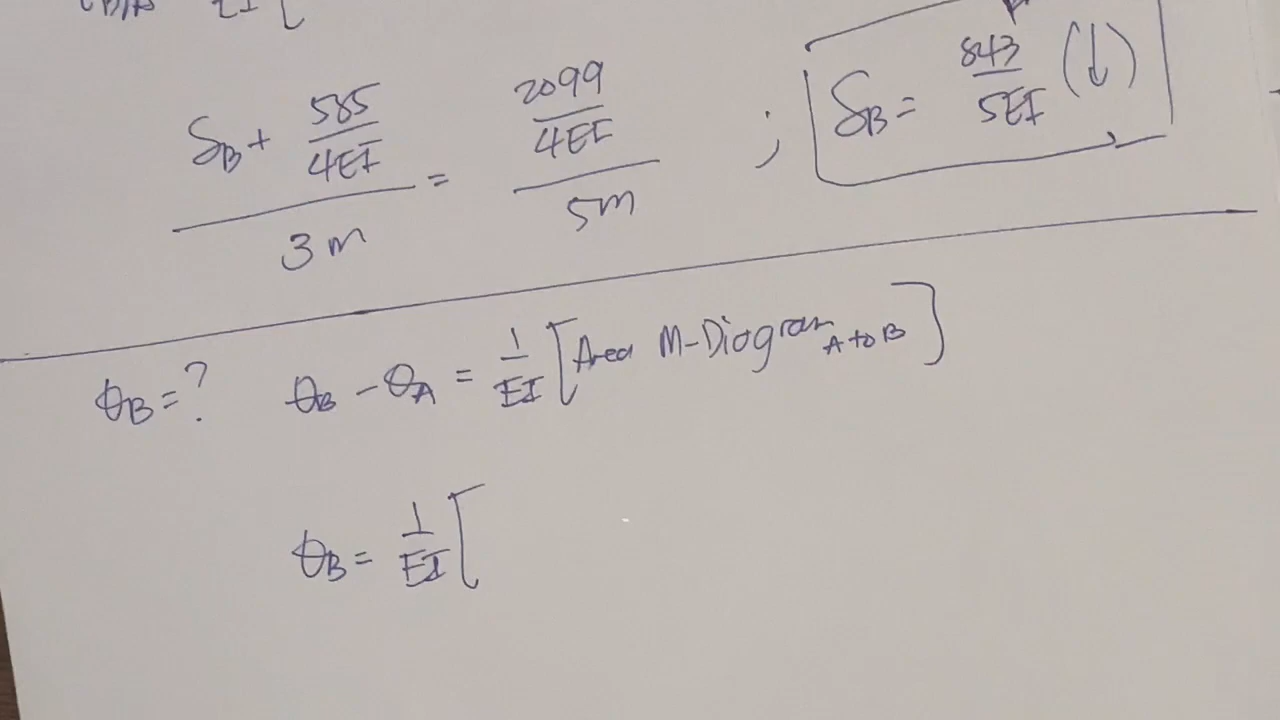 B/A EI [
δB + 585/4EI / 3m = 2099/4EI / 5m ; δB = 843/5EI (↓)
θB = ? θB - θA = 1/EI [Area M-Diagram A to B]
θB = 1/EI [